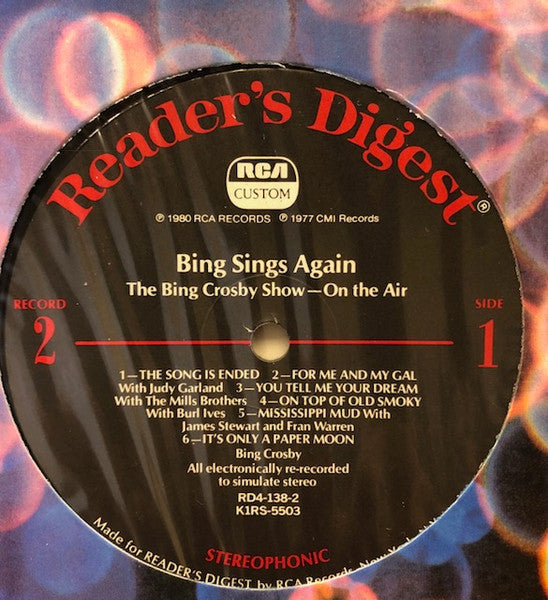 Reader's Digest®
RCA
CUSTOM
℗ 1980 RCA RECORDS ℗ 1977 CMI Records
Bing Sings Again
The Bing Crosby Show—On the Air
RECORD
2
SIDE
1
1—THE SONG IS ENDED 2—FOR ME AND MY GAL
With Judy Garland 3—YOU TELL ME YOUR DREAM
With The Mills Brothers 4—ON TOP OF OLD SMOKY
With Burl Ives 5—MISSISSIPPI MUD With
James Stewart and Fran Warren
6—IT'S ONLY A PAPER MOON
Bing Crosby
All electronically re-recorded
to simulate stereo
RD4-138-2
K1RS-5503
STEREOPHONIC
Made for READER'S DIGEST by RCA Records, New York,